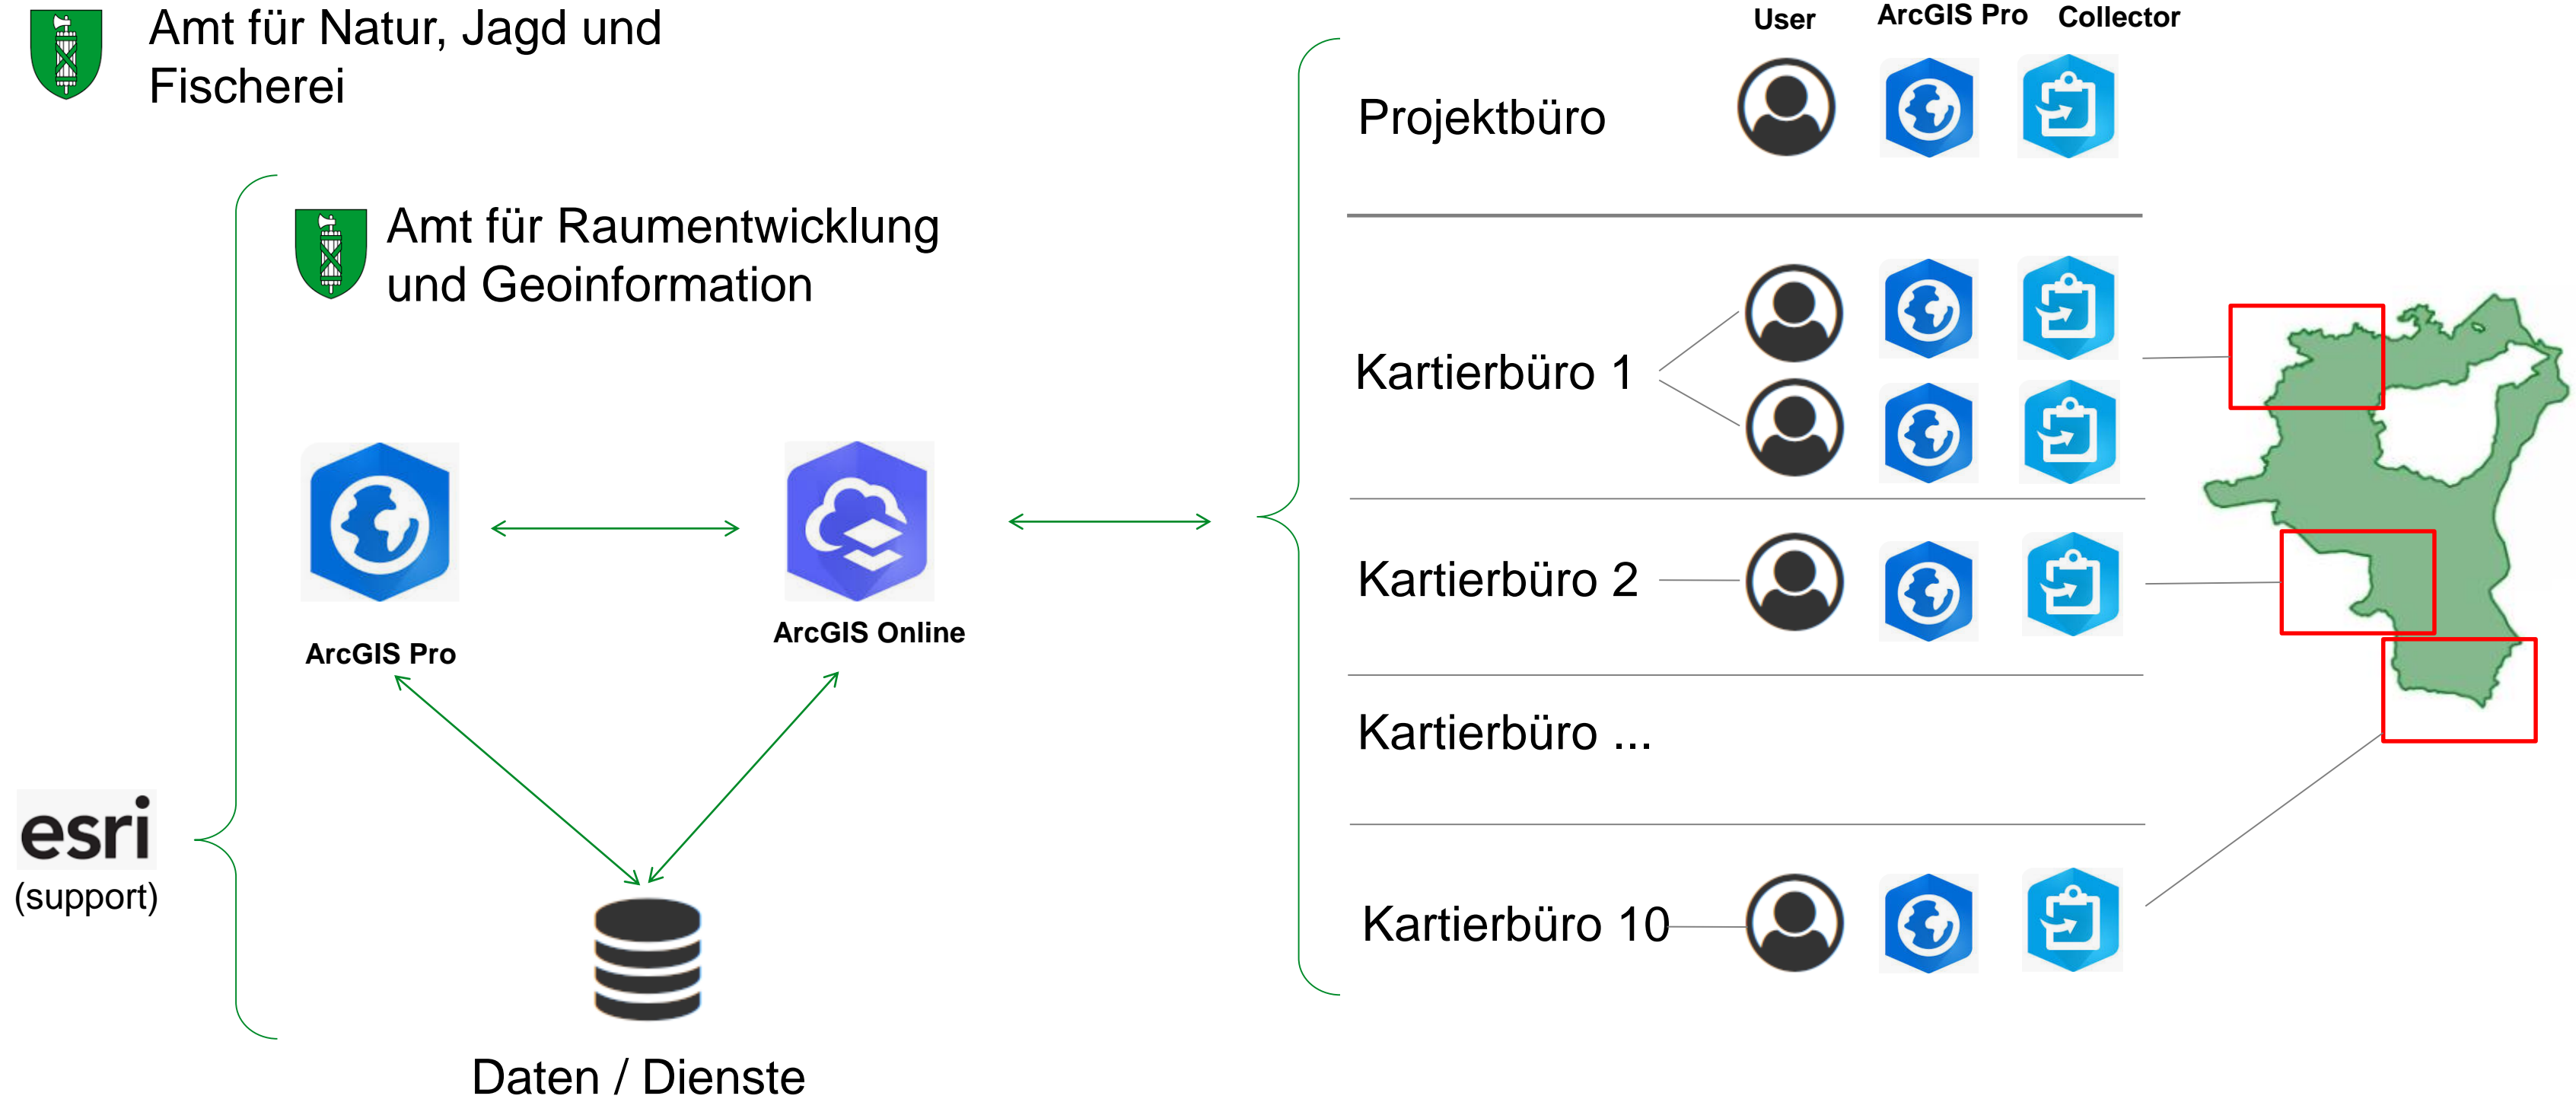 Amt für Natur, Jagd und
Fischerei
Amt für Raumentwicklung
und Geoinformation
ArcGIS Pro
ArcGIS Online
esri
(support)
Daten / Dienste
User
ArcGIS Pro
Collector
Projektbüro
Kartierbüro 1
Kartierbüro 2
Kartierbüro ...
Kartierbüro 10